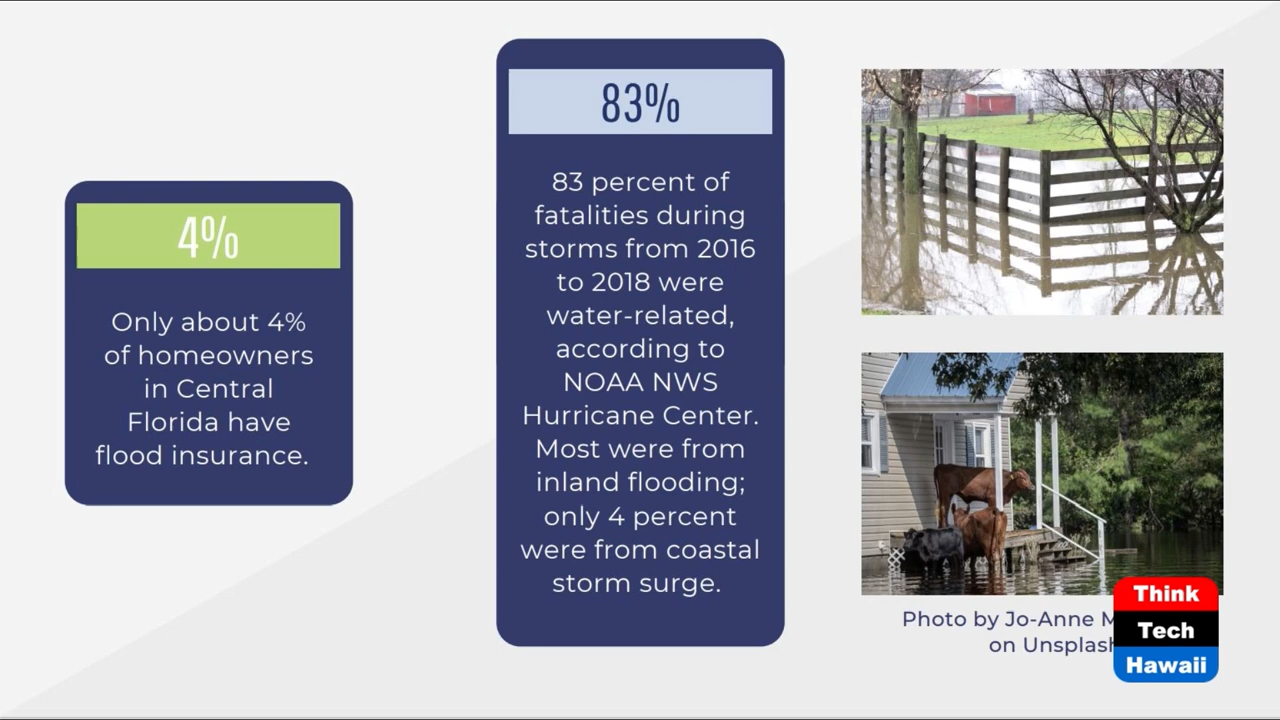 4%
Only about 4%
of homeowners
in Central
Florida have
flood insurance.
83%
83 percent of
fatalities during
storms from 2016
to 2018 were
water-related,
according to
NOAA NWS
Hurricane Center.
Most were from
inland flooding;
only 4 percent
were from coastal
storm surge.
Photo by Jo-Anne
on Unsplash
Think
Tech
Hawaii